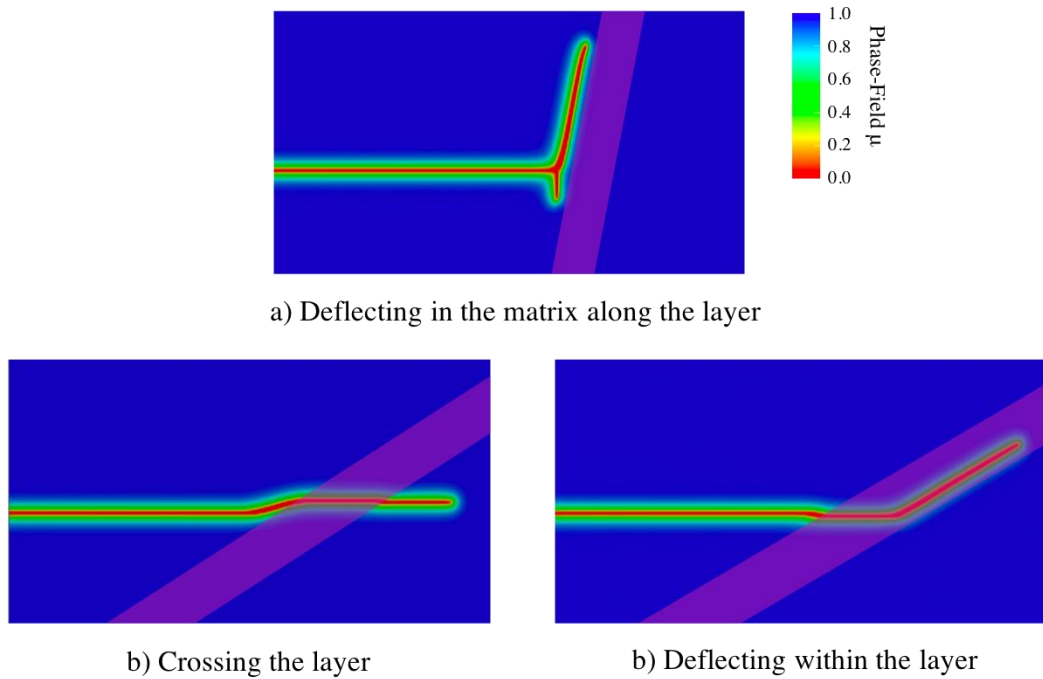 1.0
0.8
0.6
0.4
0.2
0.0
Phase-Field μ
a) Deflecting in the matrix along the layer
b) Crossing the layer
b) Deflecting within the layer